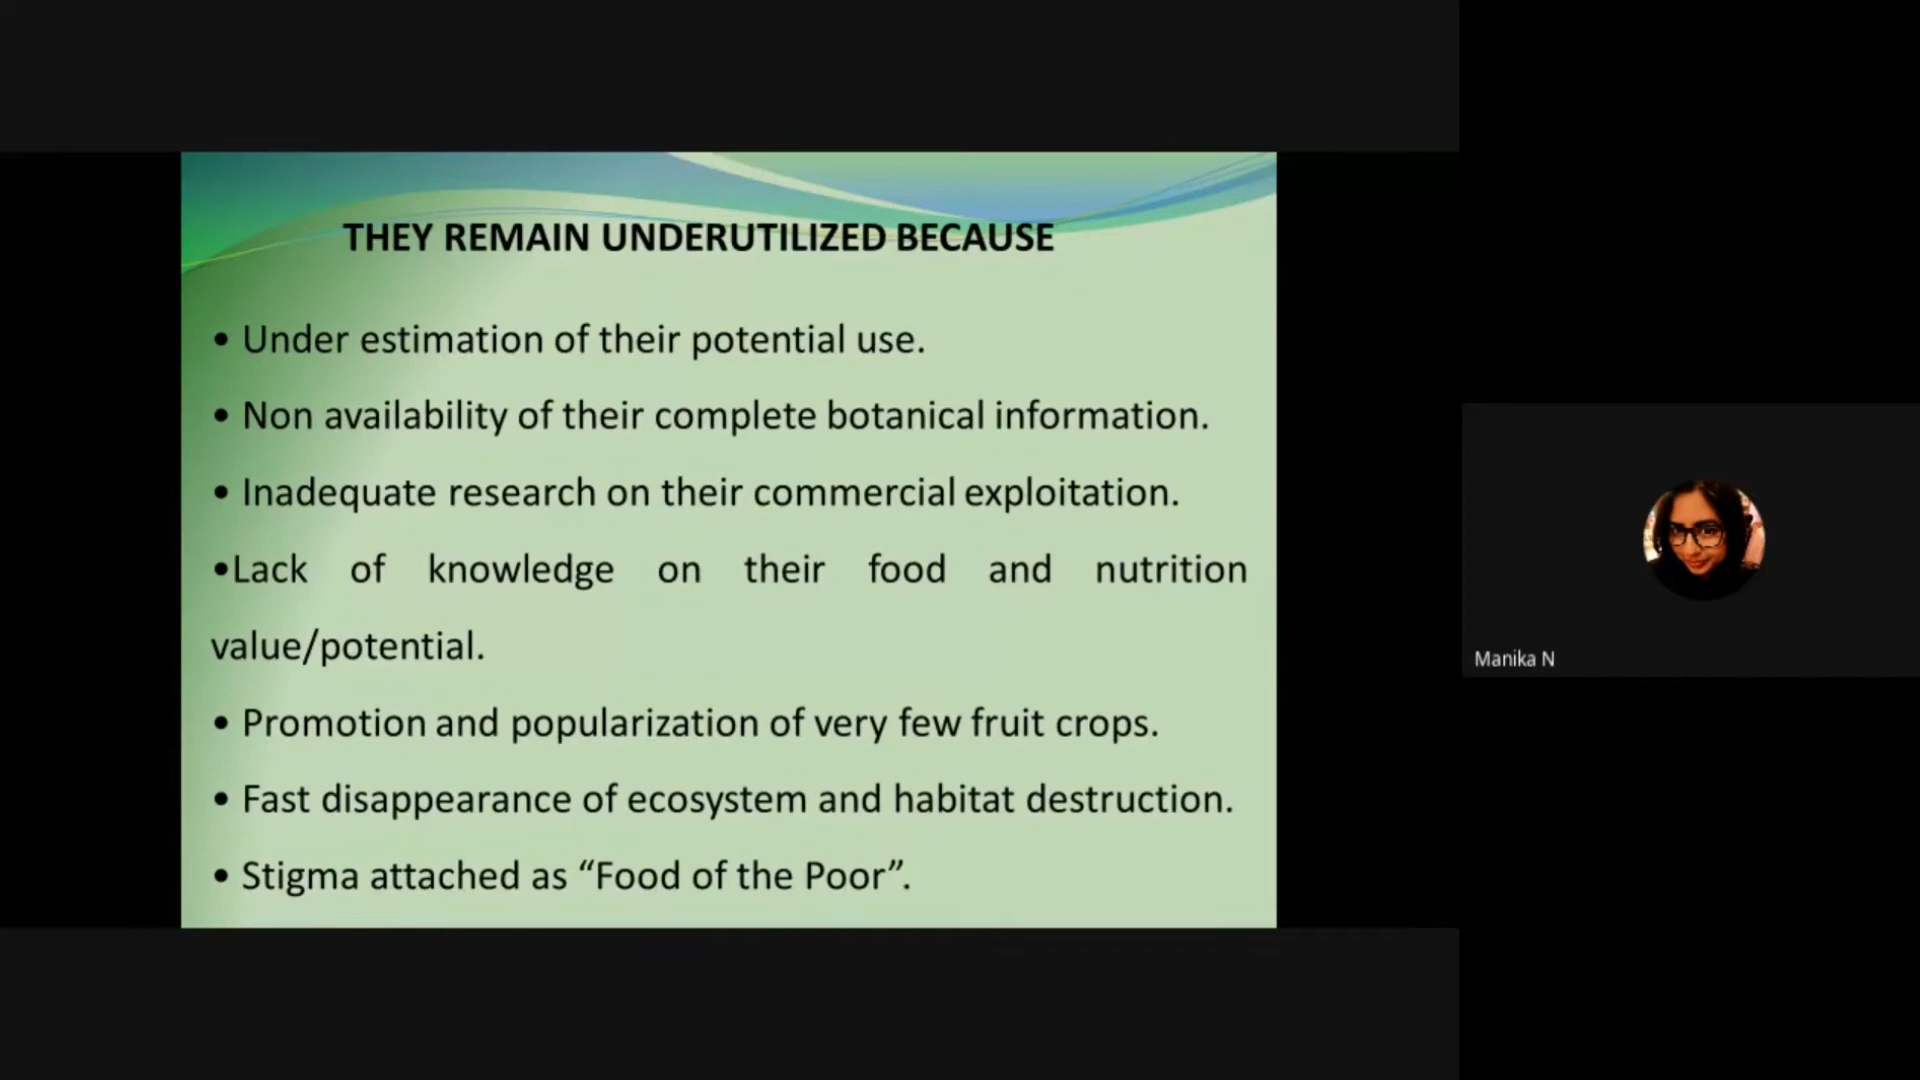 THEY REMAIN UNDERUTILIZED BECAUSE
• Under estimation of their potential use.
• Non availability of their complete botanical information.
• Inadequate research on their commercial exploitation.
•Lack of knowledge on their food and nutrition
value/potential.
• Promotion and popularization of very few fruit crops.
• Fast disappearance of ecosystem and habitat destruction.
• Stigma attached as “Food of the Poor”.
Manika N